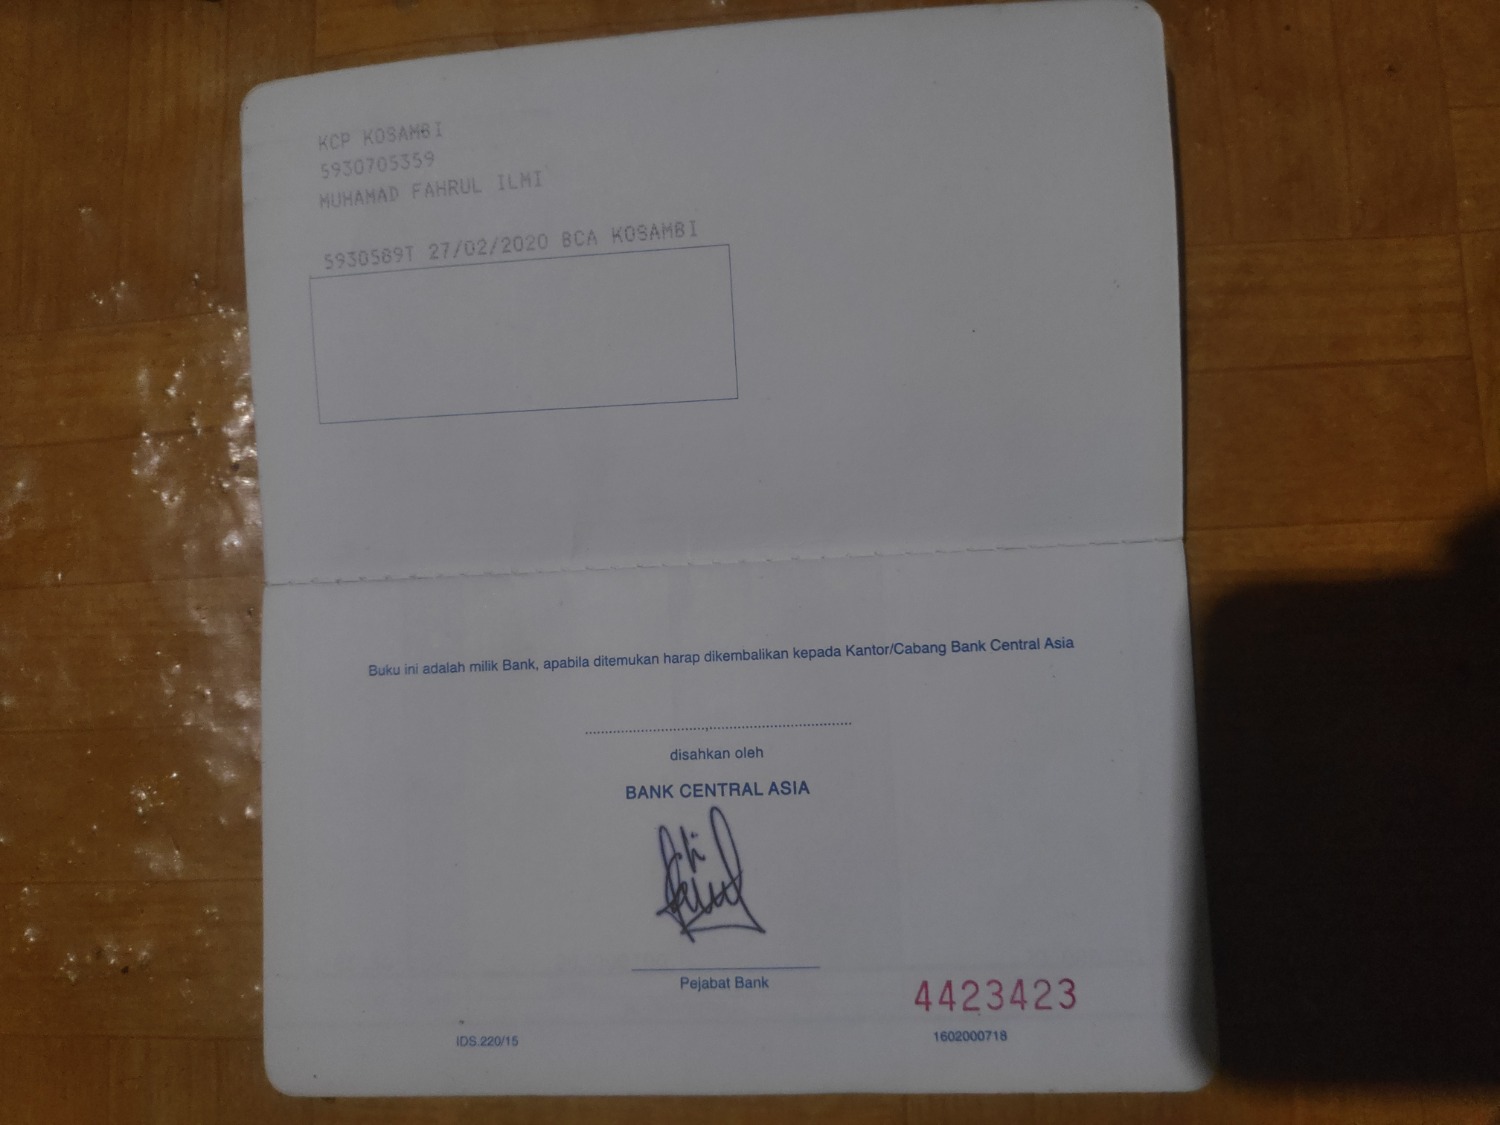 KCP KOSAMBI
5930705359
MUHAMAD FAHRUL ILMI
5930589T 27/02/2020 BCA KOSAMBI
Buku ini adalah milik Bank, apabila ditemukan harap dikembalikan kepada Kantor/Cabang Bank Central Asia
disahkan oleh
BANK CENTRAL ASIA
Pejabat Bank
4423423
IDS.220/15
1602000718